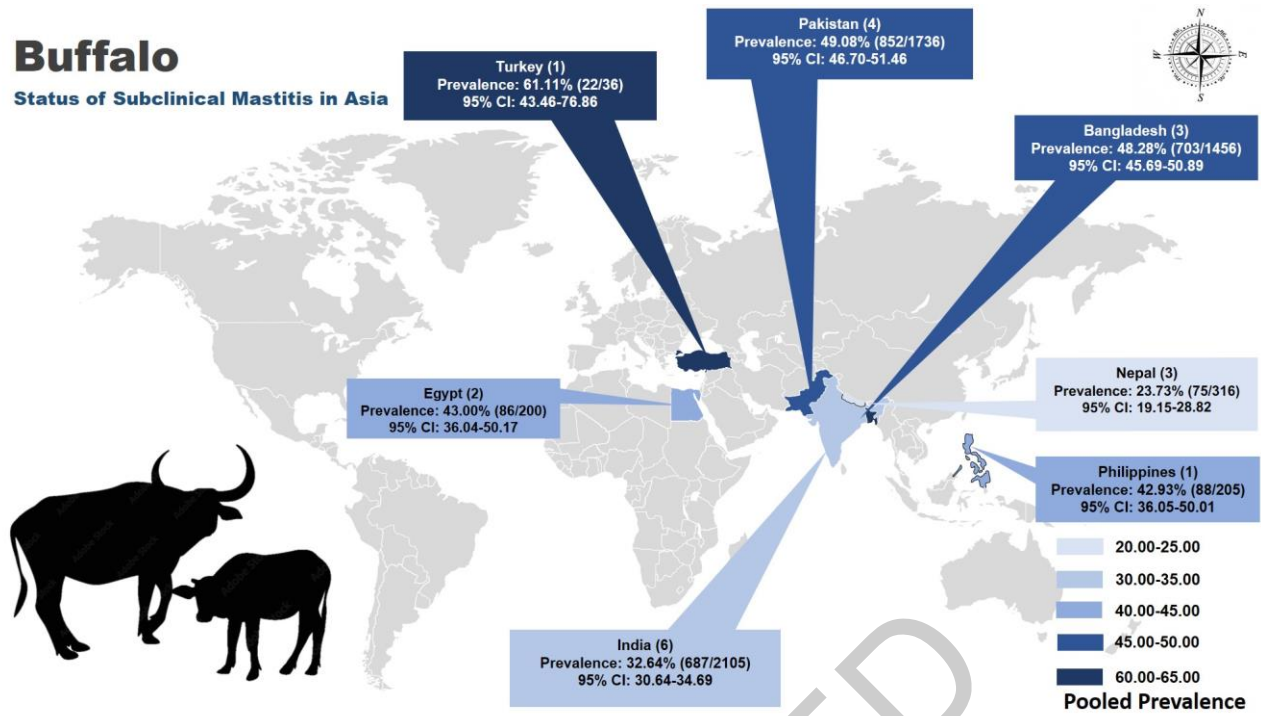 Buffalo
Status of Subclinical Mastitis in Asia
Turkey (1)
Prevalence: 61.11% (22/36)
95% CI: 43.46-76.86
Pakistan (4)
Prevalence: 49.08% (852/1736)
95% CI: 46.70-51.46
N
W
E
S
Bangladesh (3)
Prevalence: 48.28% (703/1456)
95% CI: 45.69-50.89
Egypt (2)
Prevalence: 43.00% (86/200)
95% CI: 36.04-50.17
Nepal (3)
Prevalence: 23.73% (75/316)
95% CI: 19.15-28.82
Philippines (1)
Prevalence: 42.93% (88/205)
95% CI: 36.05-50.01
India (6)
Prevalence: 32.64% (687/2105)
95% CI: 30.64-34.69
20.00-25.00
30.00-35.00
40.00-45.00
45.00-50.00
60.00-65.00
Pooled Prevalence